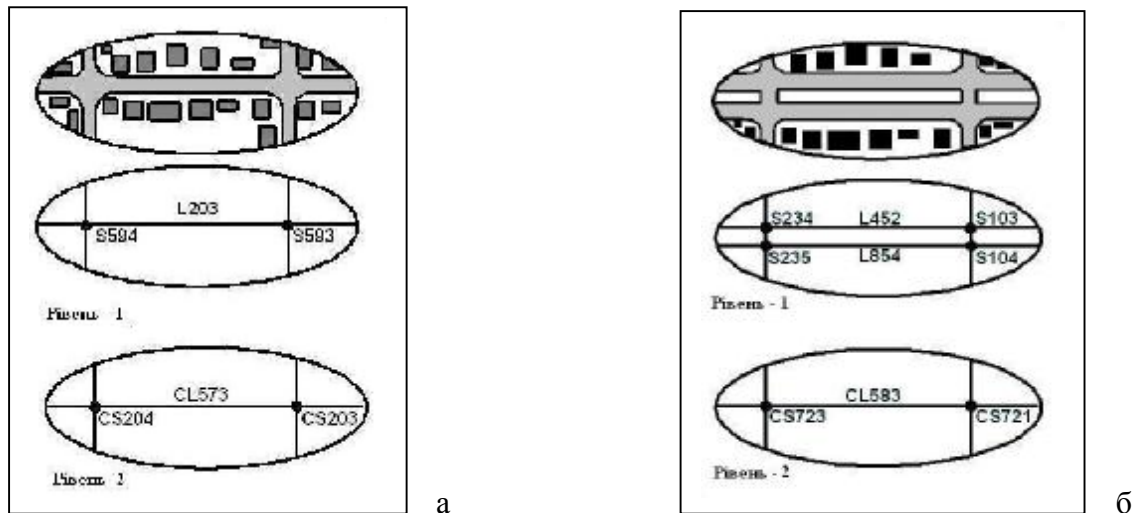 L203
S594 S593
Рівень - 1
CL573
CS204 CS203
Рівень - 2
а
S234 L452 S103
S235 L854 S104
Рівень - 1
CL583
CS723 CS721
Рівень - 2
б